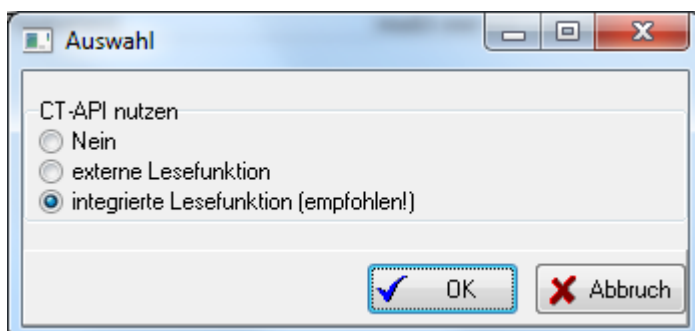 Auswahl
CT-API nutzen
Nein
externe Lesefunktion
integrierte Lesefunktion (empfohlen!)
OK
Abbruch